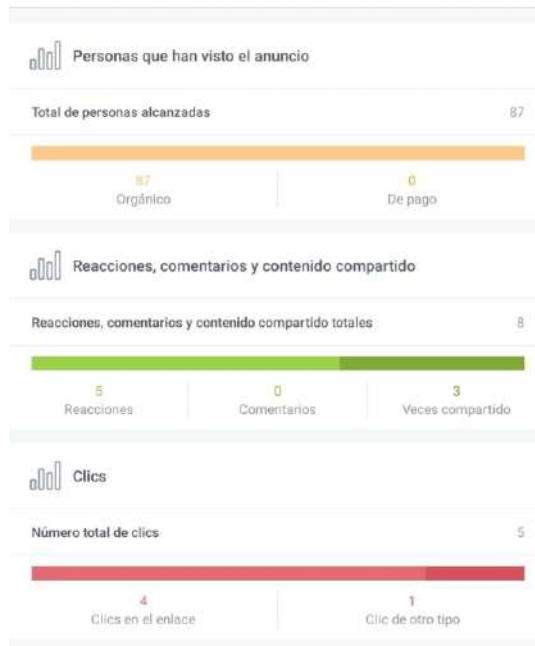 Personas que han visto el anuncio
Total de personas alcanzadas 87
87 0
Orgánico De pago
Reacciones, comentarios y contenido compartido
Reacciones, comentarios y contenido compartido totales 8
5 0 3
Reacciones Comentarios Veces compartido
Clics
Número total de clics 5
4 1
Clics en el enlace Clic de otro tipo